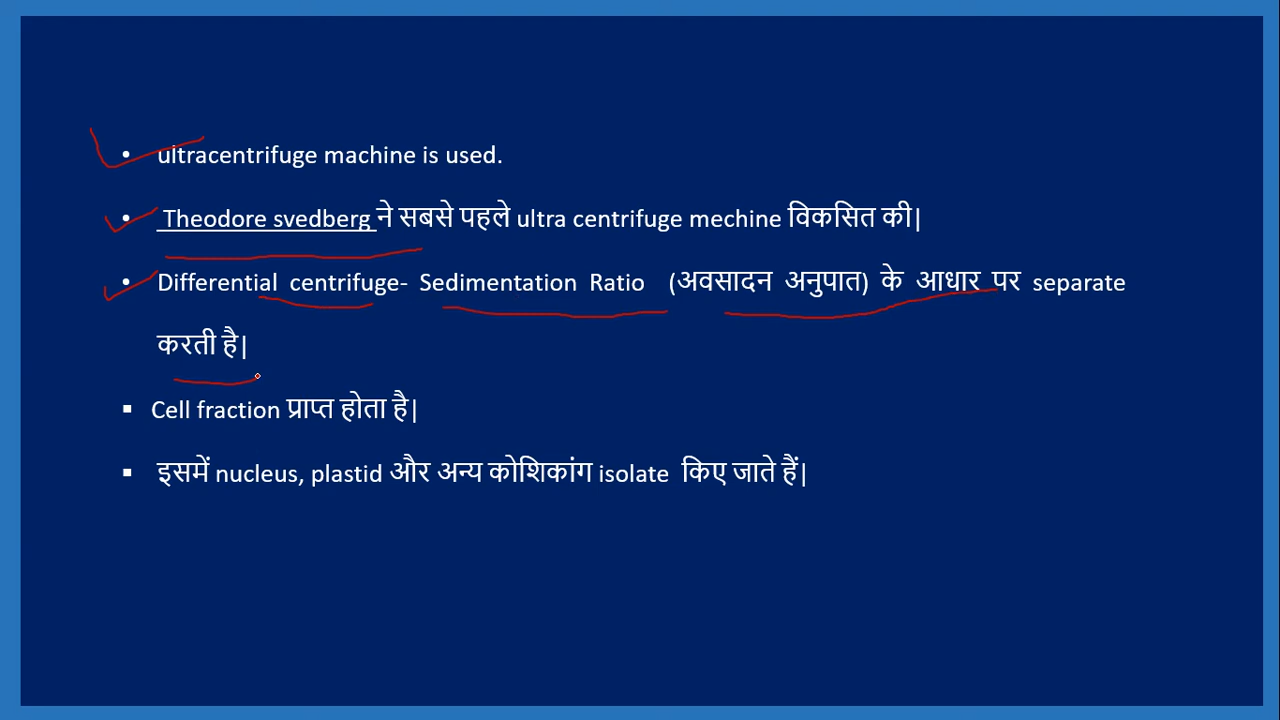 • ultracentrifuge machine is used.
• Theodore svedberg ने सबसे पहले ultra centrifuge mechine विकसित की|
• Differential centrifuge- Sedimentation Ratio (अवसादन अनुपात) के आधार पर separate
करती है|
▪ Cell fraction प्राप्त होता है|
▪ इसमें nucleus, plastid और अन्य कोशिकांग isolate किए जाते हैं|